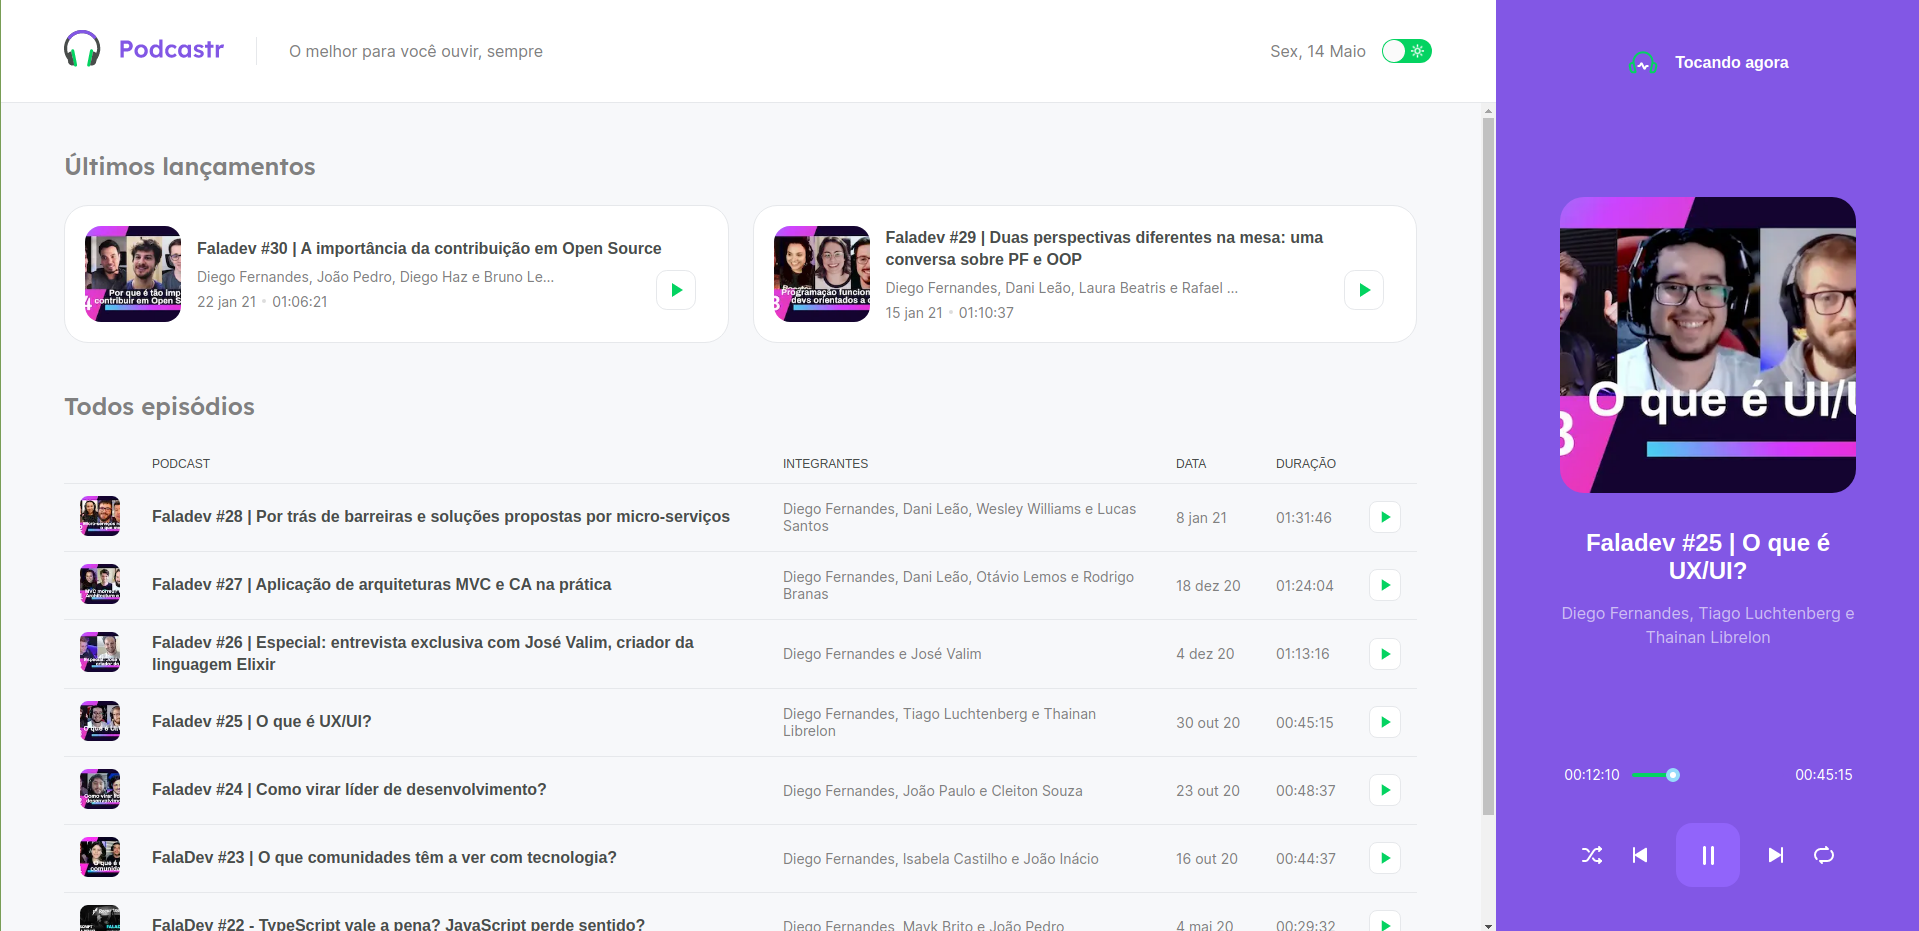 Podcastr
O melhor para você ouvir, sempre
Sex, 14 Maio
Últimos lançamentos
Por que é tão imp
contribuir em Open S
Faladev #30 | A importância da contribuição em Open Source
Diego Fernandes, João Pedro, Diego Haz e Bruno Le...
22 jan 21 • 01:06:21
Programação funcion
devs orientados a o
Faladev #29 | Duas perspectivas diferentes na mesa: uma
conversa sobre PF e OOP
Diego Fernandes, Dani Leão, Laura Beatris e Rafael ...
15 jan 21 • 01:10:37
Todos episódios
PODCAST INTEGRANTES DATA DURAÇÃO
Faladev #28 | Por trás de barreiras e soluções propostas por micro-serviços
Diego Fernandes, Dani Leão, Wesley Williams e Lucas
Santos
8 jan 21
01:31:46
Faladev #27 | Aplicação de arquiteturas MVC e CA na prática
Diego Fernandes, Dani Leão, Otávio Lemos e Rodrigo
Branas
18 dez 20
01:24:04
Faladev #26 | Especial: entrevista exclusiva com José Valim, criador da
linguagem Elixir
Diego Fernandes e José Valim
4 dez 20
01:13:16
Faladev #25 | O que é UX/UI?
Diego Fernandes, Tiago Luchtenberg e Thainan
Librelon
30 out 20
00:45:15
Faladev #24 | Como virar líder de desenvolvimento?
Diego Fernandes, João Paulo e Cleiton Souza
23 out 20
00:48:37
FalaDev #23 | O que comunidades têm a ver com tecnologia?
Diego Fernandes, Isabela Castilho e João Inácio
16 out 20
00:44:37
FalaDev #22 - TypeScript vale a pena? JavaScript perde sentido?
Diego Fernandes, Mayk Brito e João Pedro
4 mai 20
00:29:32
Tocando agora
O que é UI/U
3
Faladev #25 | O que é
UX/UI?
Diego Fernandes, Tiago Luchtenberg e
Thainan Librelon
00:12:10
00:45:15